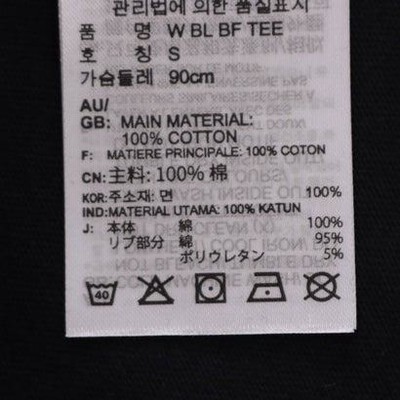 관리법에 의한 품질표시
품 명 W BL BF TEE
호 칭 S
가슴둘레 90cm
AU/
GB: MAIN MATERIAL:
100% COTTON
F: MATIERE PRINCIPALE: 100% COTON
CN: 主料: 100% 棉
KOR:주소재: 면 100%
IND:MATERIAL UTAMA: 100% KATUN
J: 本体 綿 100%
リブ部分 綿 95%
ポリウレタン 5%
40